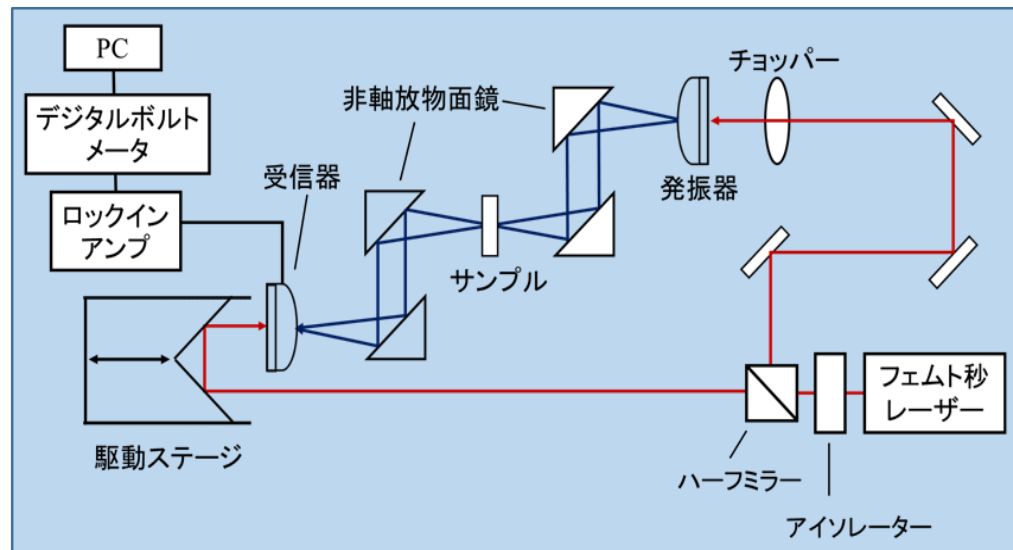 PC
デジタルボルト
メータ
ロックイン
アンプ
受信器
非軸放物面鏡
チョッパー
発振器
サンプル
駆動ステージ
フェムト秒
レーザー
ハーフミラー
アイソレーター